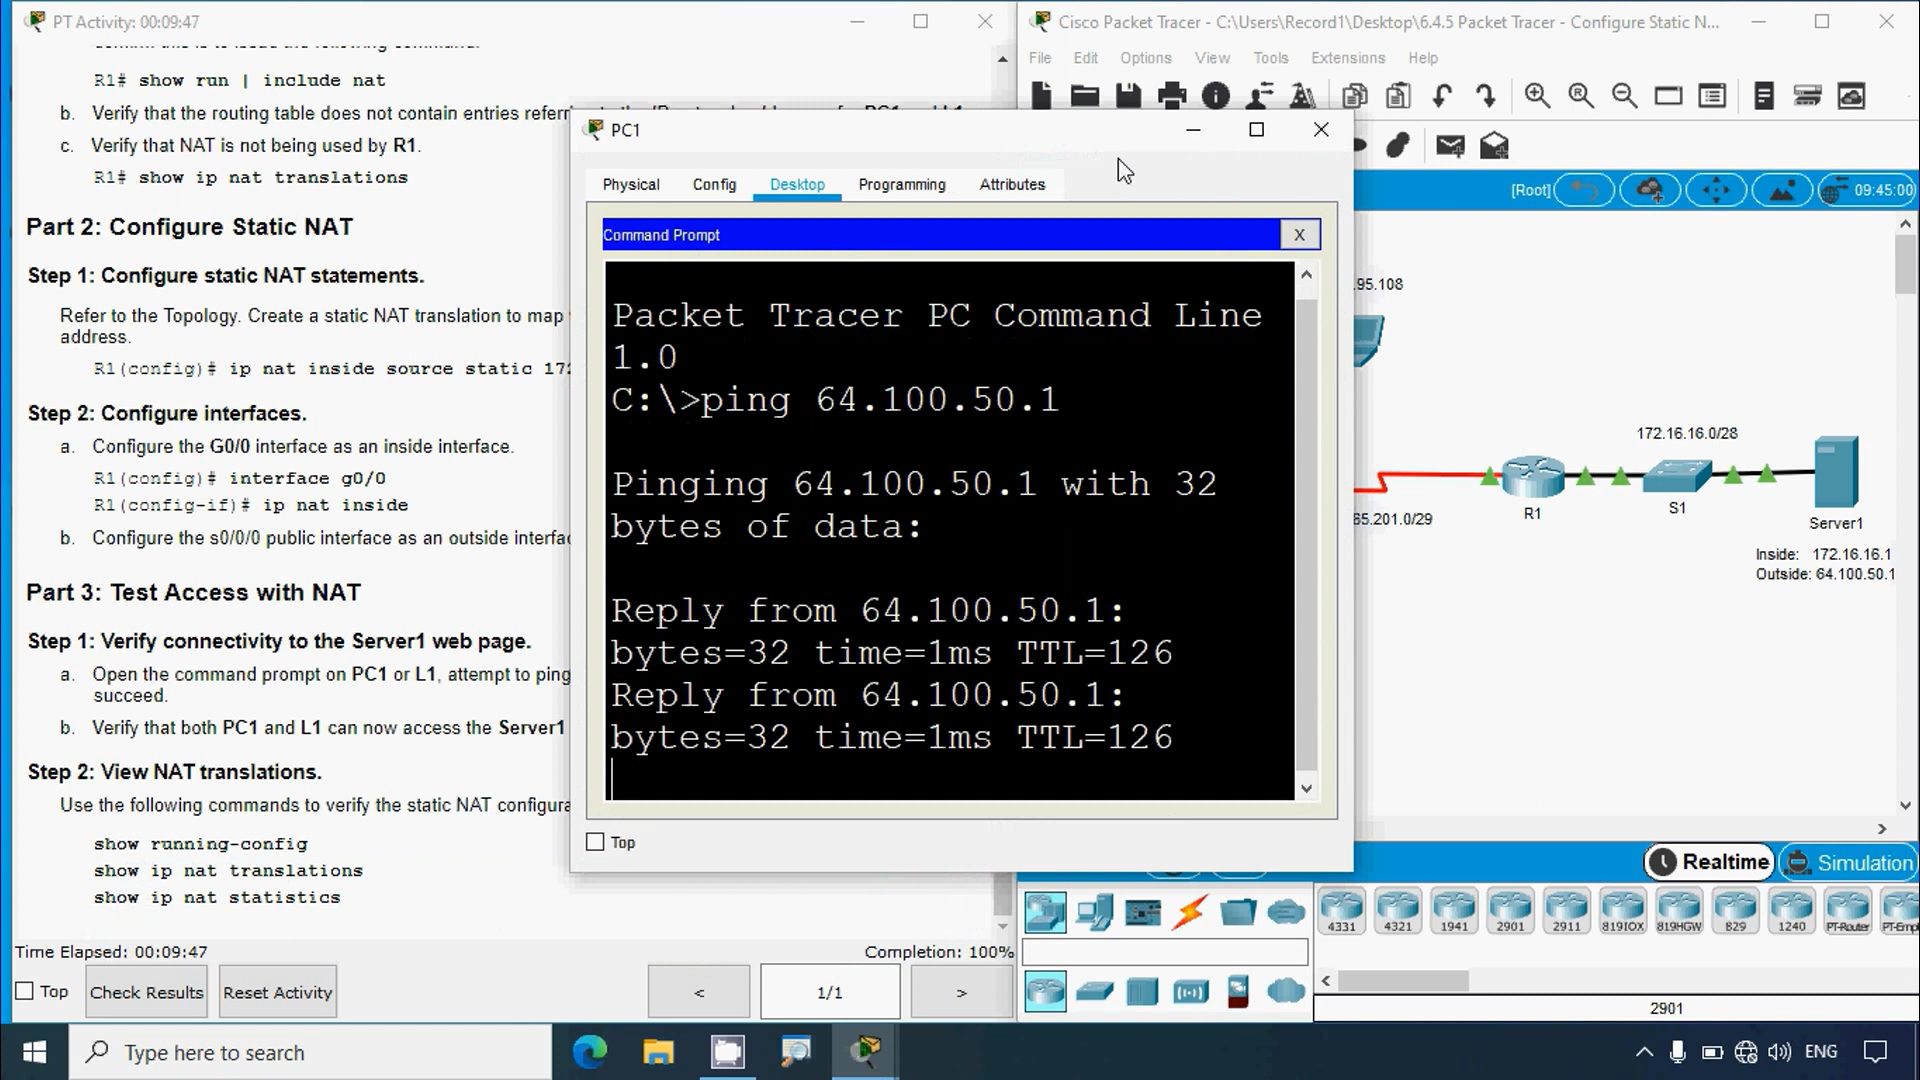 PT Activity: 00:09:47
R1# show run | include nat
b. Verify that the routing table does not contain entries referr
c. Verify that NAT is not being used by R1.
R1# show ip nat translations
Part 2: Configure Static NAT
Step 1: Configure static NAT statements.
Refer to the Topology. Create a static NAT translation to map
address.
R1(config)# ip nat inside source static 172
Step 2: Configure interfaces.
a. Configure the G0/0 interface as an inside interface.
R1(config)# interface g0/0
R1(config-if)# ip nat inside
b. Configure the s0/0/0 public interface as an outside interfa
Part 3: Test Access with NAT
Step 1: Verify connectivity to the Server1 web page.
a. Open the command prompt on PC1 or L1, attempt to ping
succeed.
b. Verify that both PC1 and L1 can now access the Server1
Step 2: View NAT translations.
Use the following commands to verify the static NAT configura
show running-config
show ip nat translations
show ip nat statistics
Time Elapsed: 00:09:47
Completion: 100%
Top
Check Results
Reset Activity
<
1/1
>
PC1
Physical
Config
Desktop
Programming
Attributes
Command Prompt
X
Packet Tracer PC Command Line
1.0
C:\>ping 64.100.50.1
Pinging 64.100.50.1 with 32
bytes of data:
Reply from 64.100.50.1:
bytes=32 time=1ms TTL=126
Reply from 64.100.50.1:
bytes=32 time=1ms TTL=126
Top
Cisco Packet Tracer - C:\Users\Record1\Desktop\6.4.5 Packet Tracer - Configure Static N...
File Edit Options View Tools Extensions Help
[Root]
09:45:00
95.108
172.16.16.0/28
85.201.0/29
R1
S1
Server1
Inside: 172.16.16.1
Outside: 64.100.50.1
Realtime
Simulation
4331 4321 1941 2901 2911 819IOX 819HGW 829 1240 PT-Router PT-Emp
2901
Type here to search
ENG